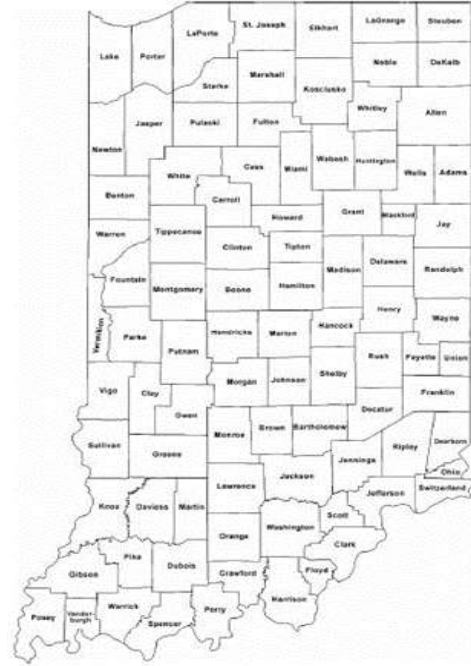 LaPorte
St. Joseph
Elkhart
LaGrange
Steuben
Lake
Porter
Noble
DeKalb
Marshall
Starke
Kosciusko
Whitley
Allen
Jasper
Pulaski
Fulton
Newton
Cass
Miami
Wabash
Huntington
White
Wells
Adams
Benton
Carroll
Howard
Grant
Blackford
Jay
Warren
Tippecanoe
Clinton
Tipton
Madison
Delaware
Randolph
Fountain
Montgomery
Boone
Hamilton
Henry
Vermillion
Parke
Hendricks
Marion
Hancock
Wayne
Putnam
Rush
Fayette
Union
Vigo
Clay
Morgan
Johnson
Shelby
Franklin
Owen
Decatur
Sullivan
Greene
Monroe
Brown
Bartholomew
Jennings
Ripley
Dearborn
Ohio
Lawrence
Jackson
Jefferson
Switzerland
Knox
Daviess
Martin
Orange
Washington
Scott
Clark
Pike
Dubois
Gibson
Crawford
Floyd
Harrison
Posey
Vander-
burgh
Warrick
Spencer
Perry